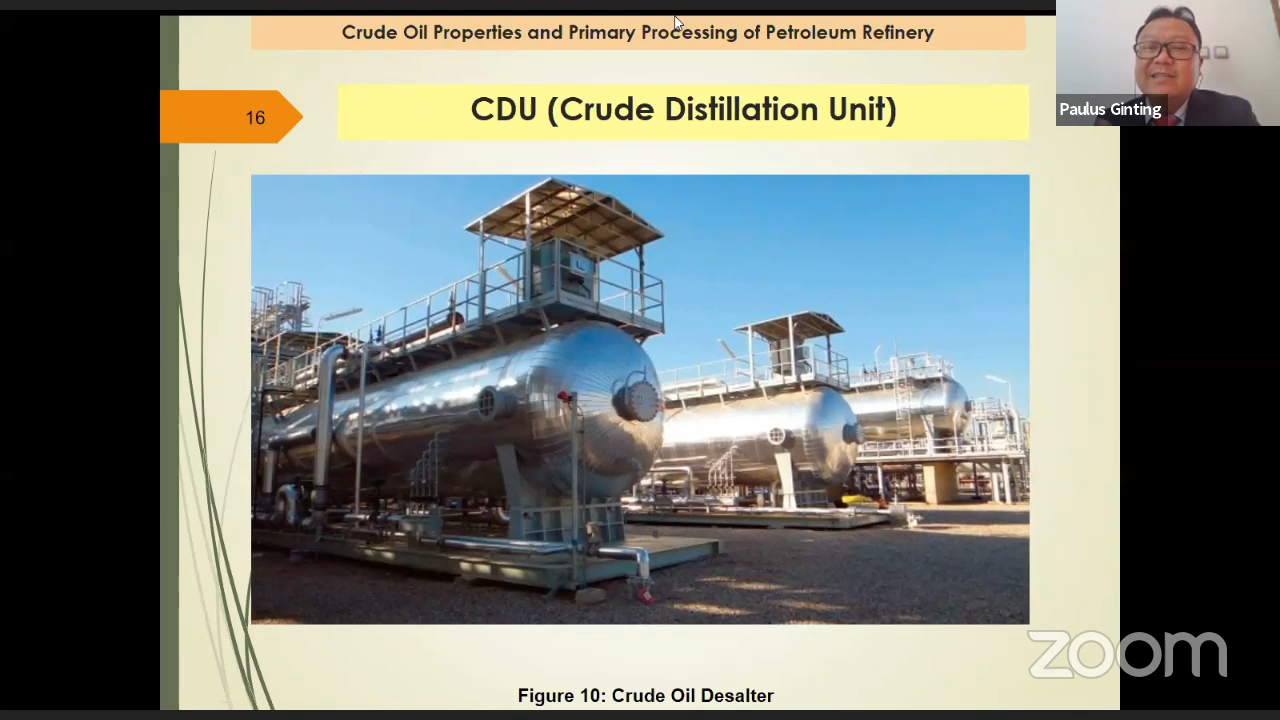 Crude Oil Properties and Primary Processing of Petroleum Refinery
Paulus Ginting
16
CDU (Crude Distillation Unit)
zoom
Figure 10: Crude Oil Desalter